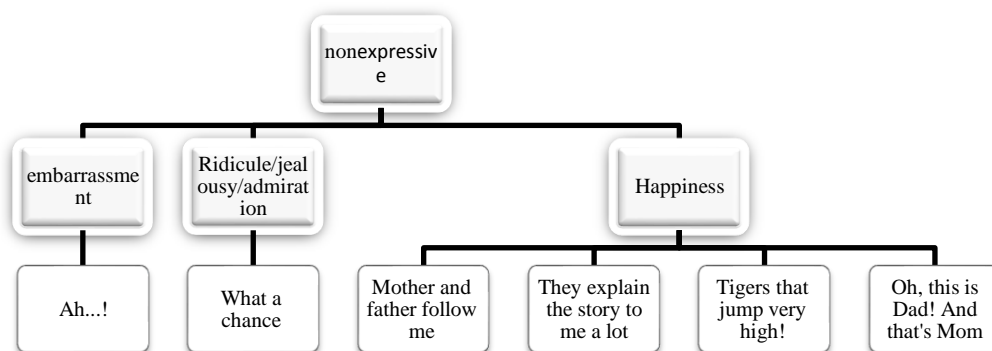 nonexpressiv
e
embarrassme
nt
Ridicule/jeal
ousy/admirat
ion
Happiness
Ah...!
What a
chance
Mother and
father follow
me
They explain
the story to
me a lot
Tigers that
jump very
high!
Oh, this is
Dad! And
that's Mom